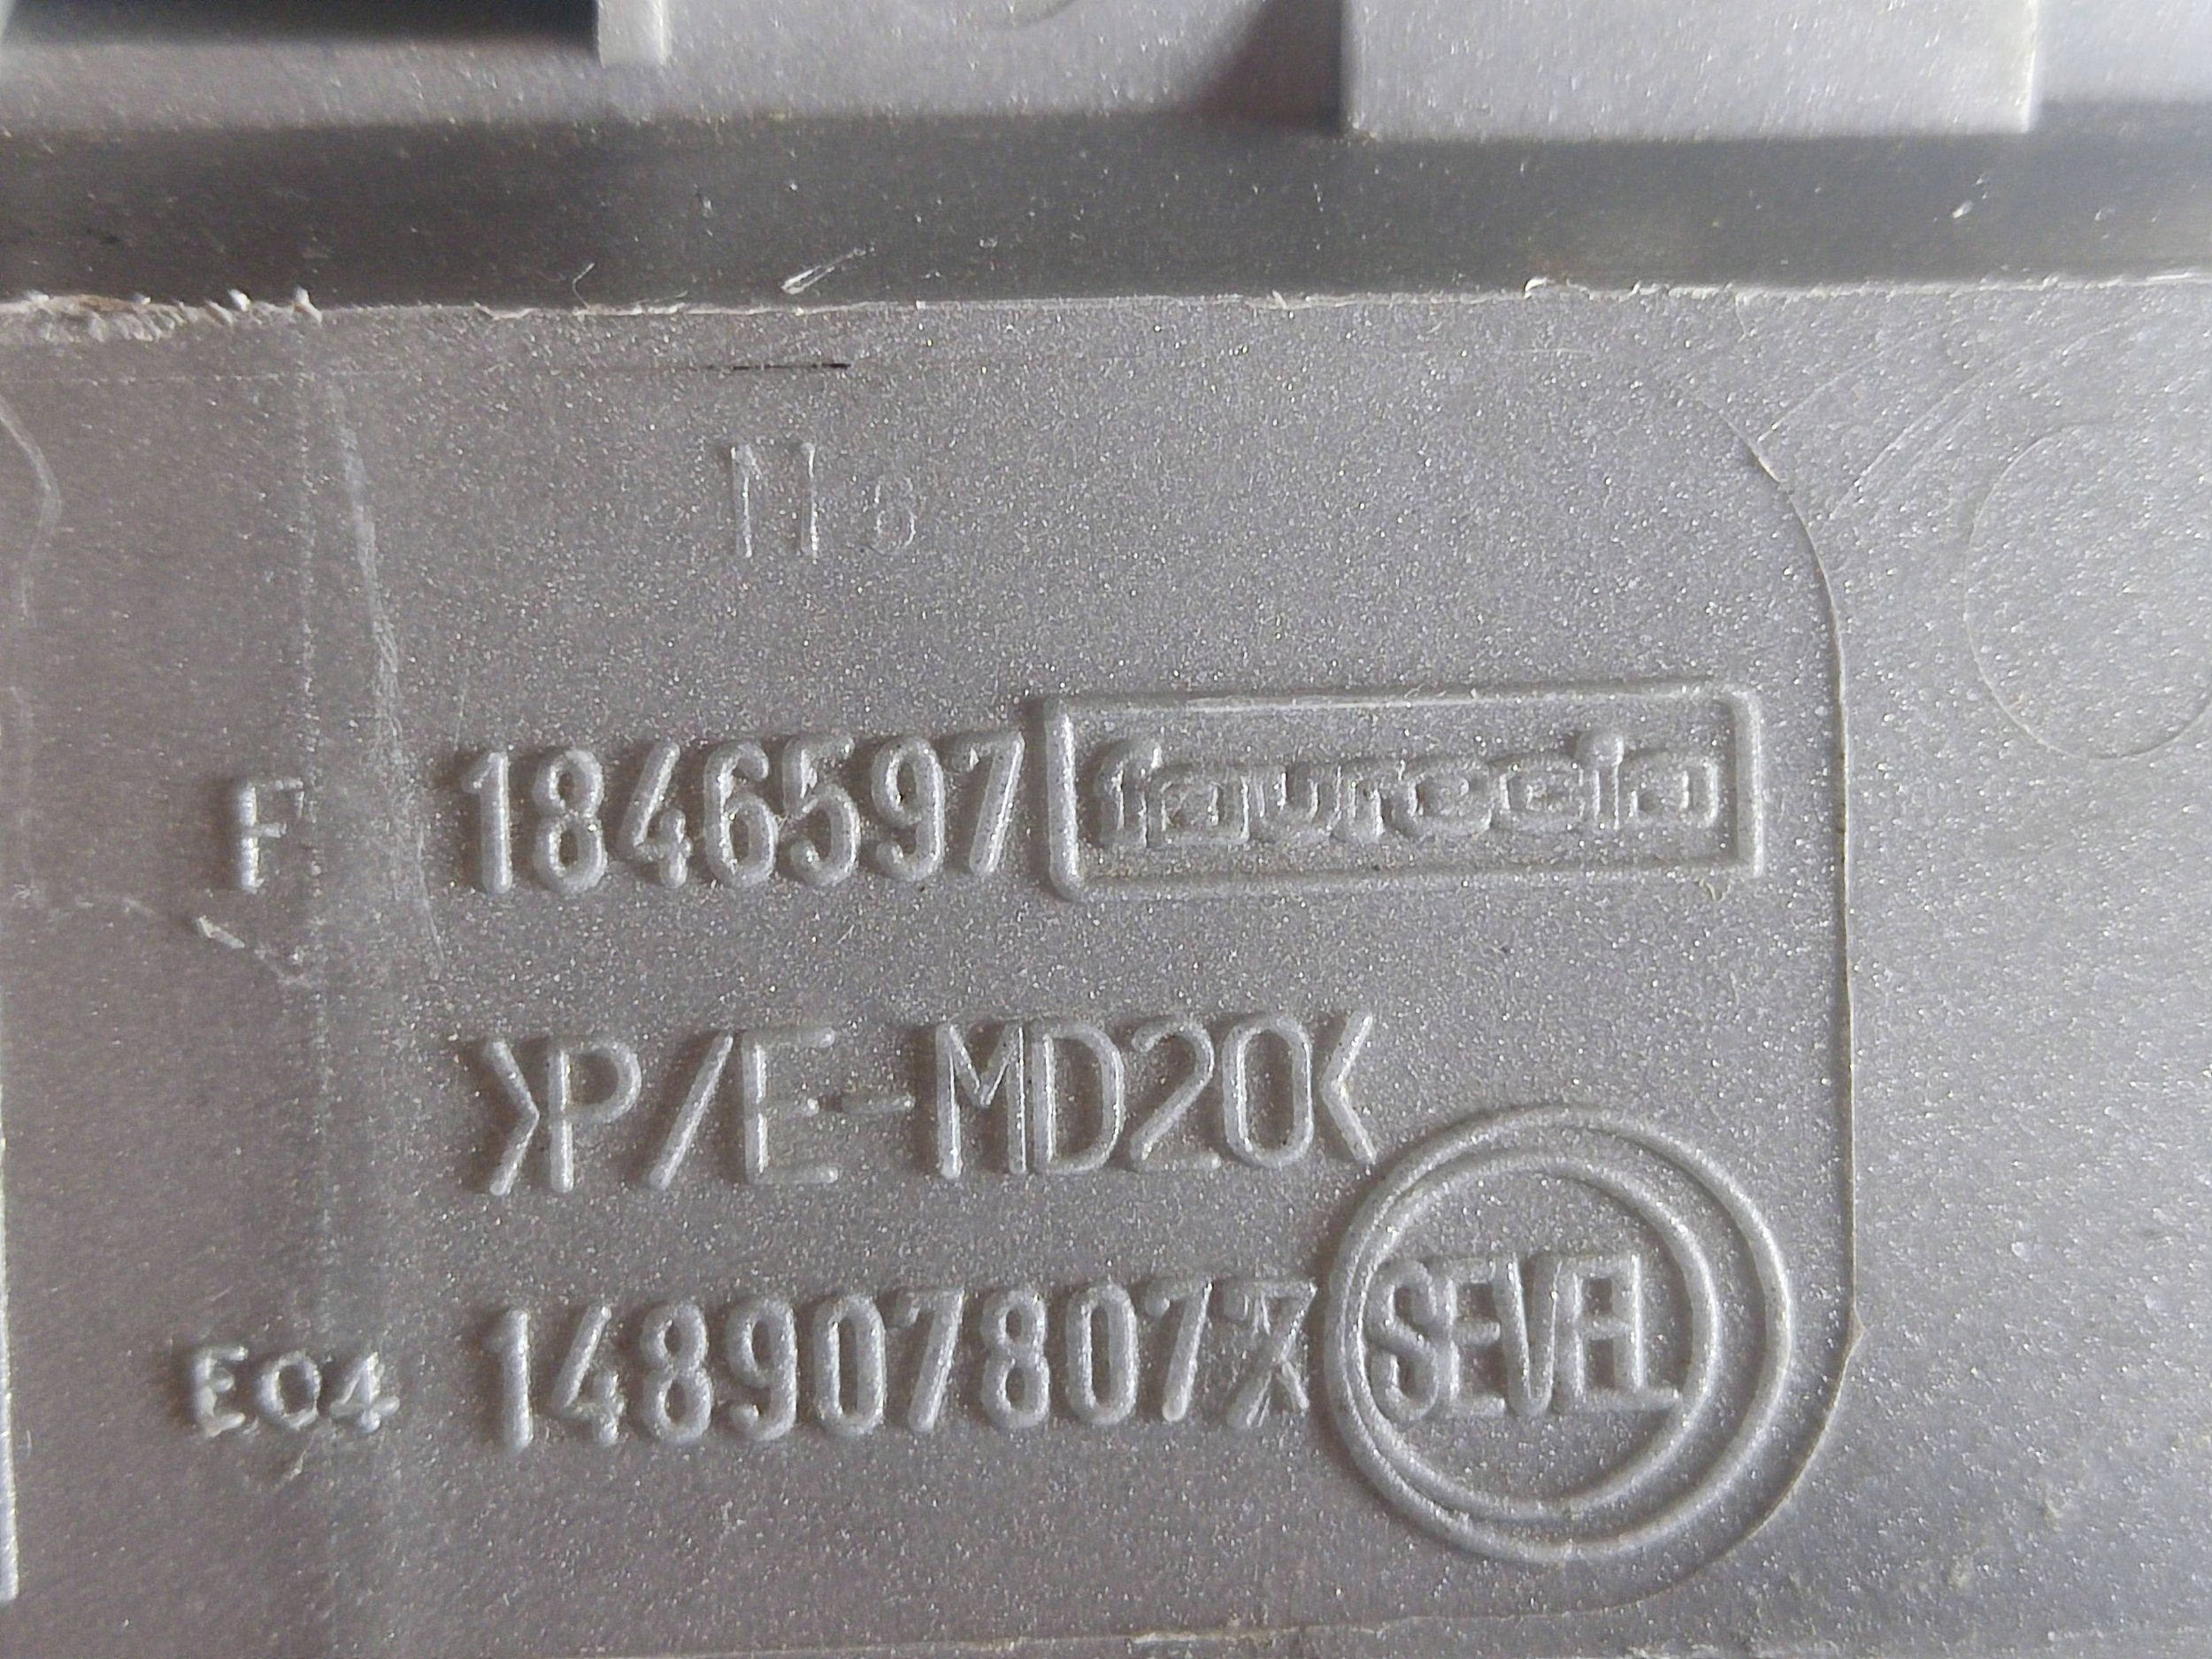 F 1846597 faurecia
>P/E-MD20<
E04 1489078077 SEVEL